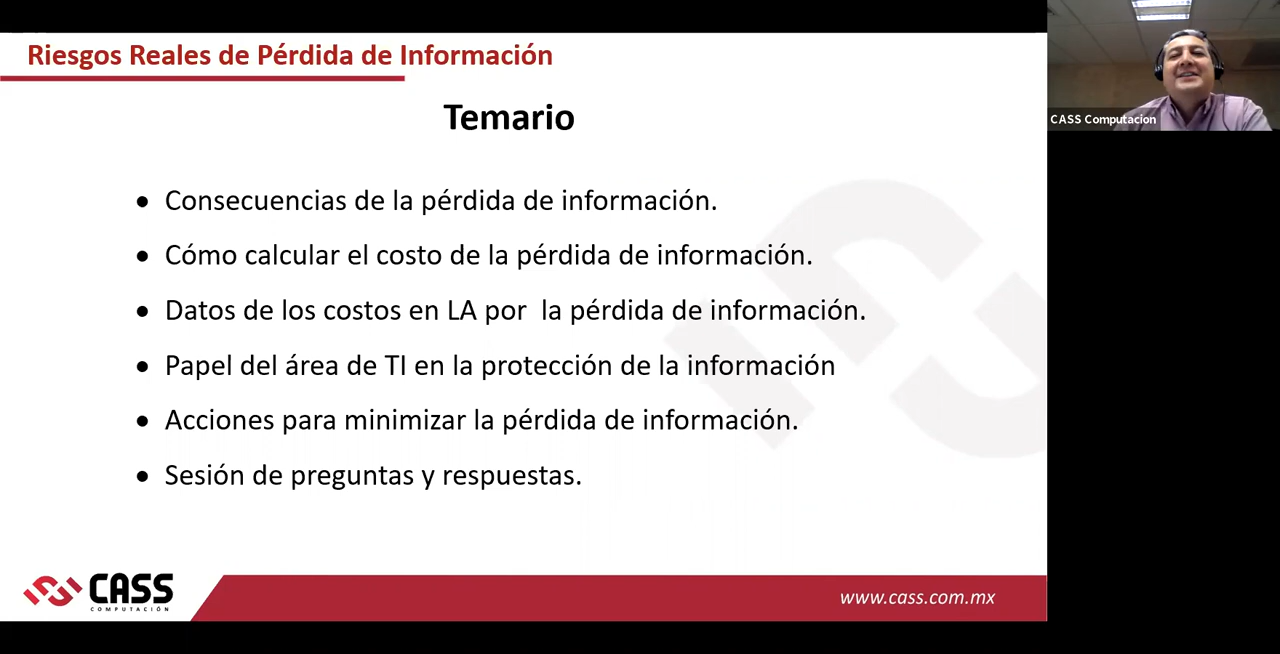 Riesgos Reales de Pérdida de Información
Temario
• Consecuencias de la pérdida de información.
• Cómo calcular el costo de la pérdida de información.
• Datos de los costos en LA por  la pérdida de información.
• Papel del área de TI en la protección de la información
• Acciones para minimizar la pérdida de información.
• Sesión de preguntas y respuestas.
CASS
COMPUTACIÓN
www.cass.com.mx
CASS Computacion